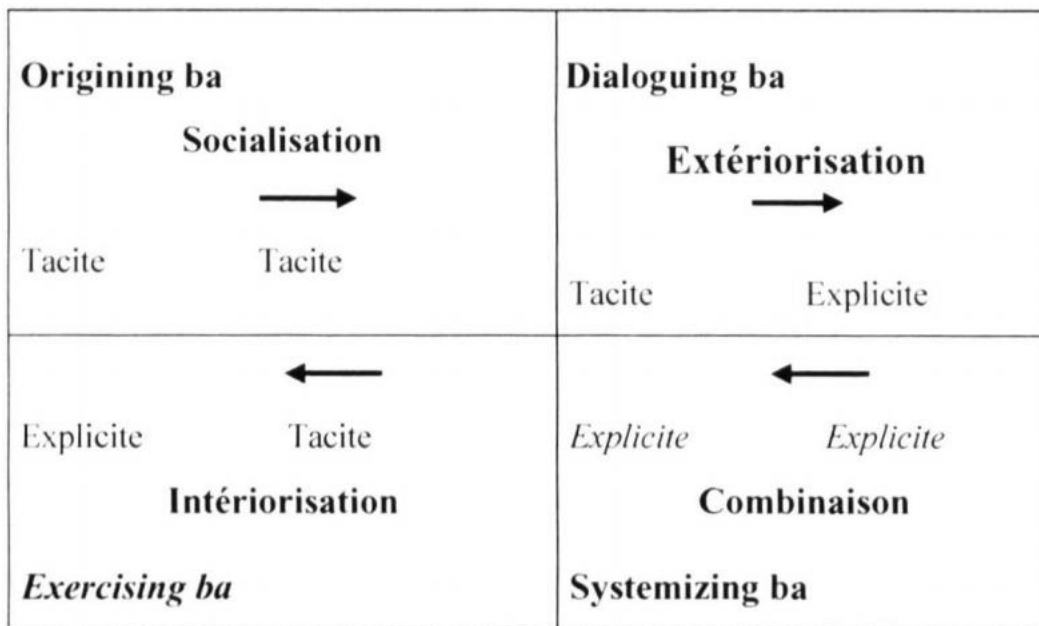 Origining ba
Socialisation
Tacite Tacite
Dialoguing ba
Extériorisation
Tacite Explicite
Explicite Tacite
Intériorisation
Exercising ba
Explicite Explicite
Combinaison
Systemizing ba